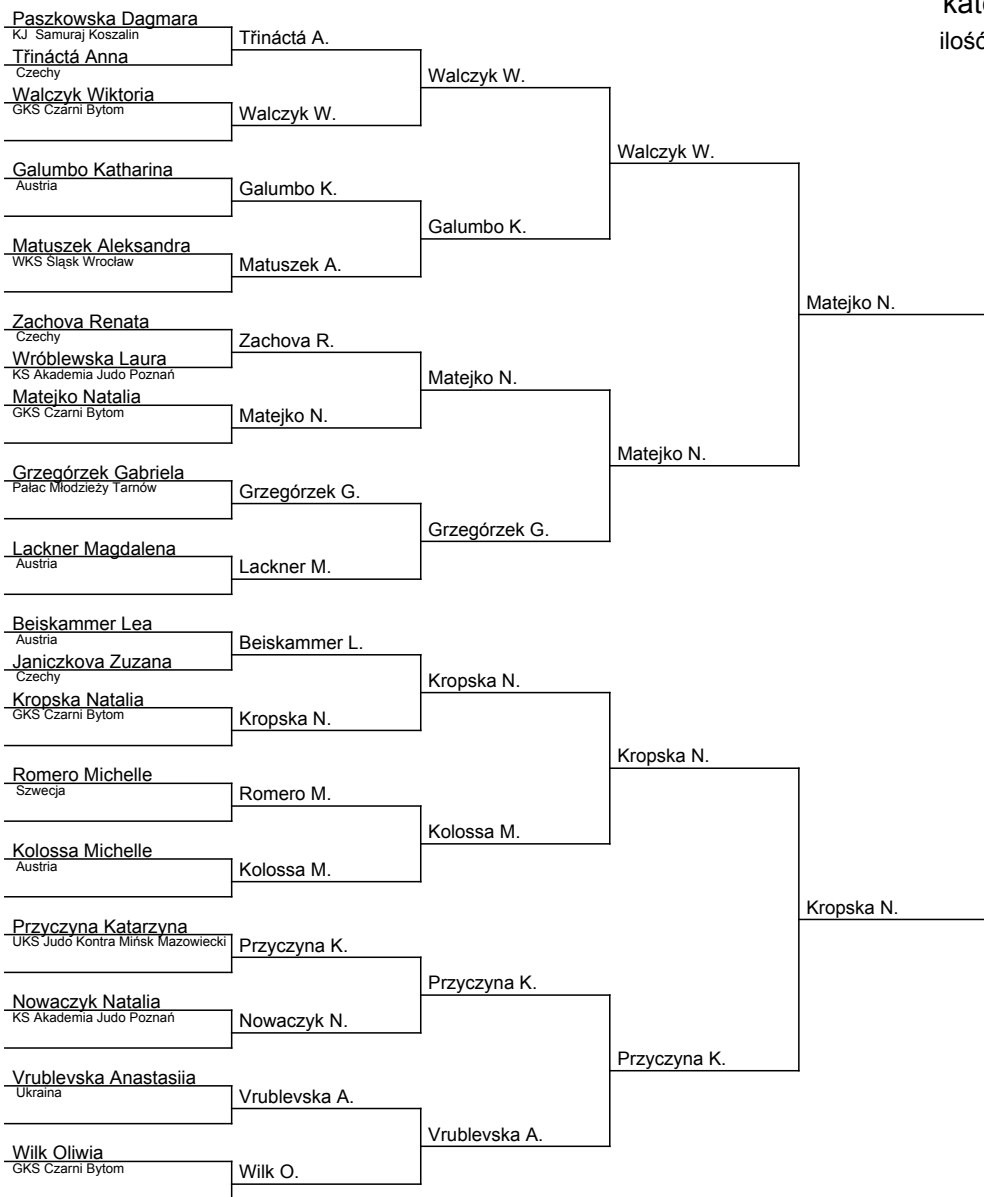 kat
ilość
Paszkowska Dagmara
KJ Samuraj Koszalin
Třináctá Anna
Czechy
Walczyk Wiktoria
GKS Czarni Bytom
Galumbo Katharina
Austria
Matuszek Aleksandra
WKS Śląsk Wrocław
Zachova Renata
Czechy
Wróblewska Laura
KS Akademia Judo Poznań
Matejko Natalia
GKS Czarni Bytom
Grzegórzek Gabriela
Pałac Młodzieży Tarnów
Lackner Magdalena
Austria
Beiskammer Lea
Austria
Janiczkova Zuzana
Czechy
Kropska Natalia
GKS Czarni Bytom
Romero Michelle
Szwecja
Kolossa Michelle
Austria
Przyczyna Katarzyna
UKS Judo Kontra Mińsk Mazowiecki
Nowaczyk Natalia
KS Akademia Judo Poznań
Vrublevska Anastasiia
Ukraina
Wilk Oliwia
GKS Czarni Bytom
Třináctá A.
Walczyk W.
Galumbo K.
Matuszek A.
Zachova R.
Matejko N.
Grzegórzek G.
Lackner M.
Beiskammer L.
Kropska N.
Romero M.
Kolossa M.
Przyczyna K.
Nowaczyk N.
Vrublevska A.
Wilk O.
Walczyk W.
Galumbo K.
Matejko N.
Grzegórzek G.
Kropska N.
Kolossa M.
Przyczyna K.
Vrublevska A.
Walczyk W.
Matejko N.
Kropska N.
Przyczyna K.
Matejko N.
Kropska N.